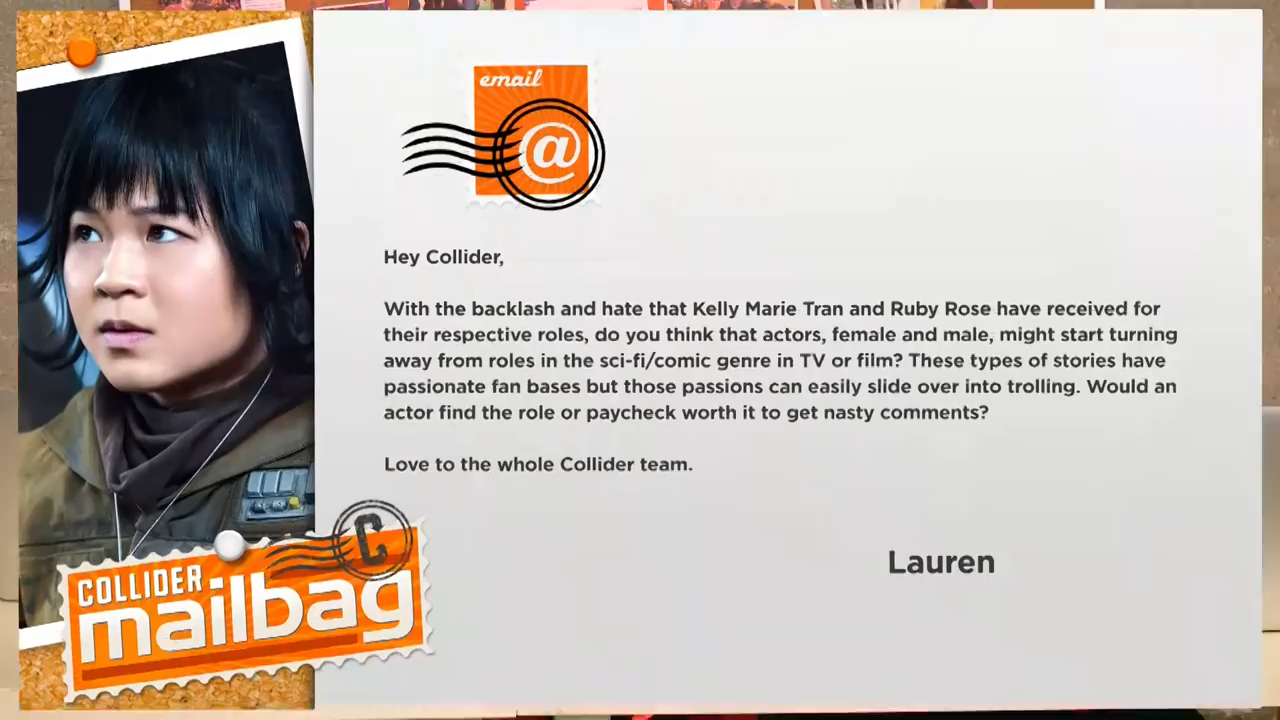 email
@
Hey Collider,
With the backlash and hate that Kelly Marie Tran and Ruby Rose have received for
their respective roles, do you think that actors, female and male, might start turning
away from roles in the sci-fi/comic genre in TV or film? These types of stories have
passionate fan bases but those passions can easily slide over into trolling. Would an
actor find the role or paycheck worth it to get nasty comments?
Love to the whole Collider team.
Lauren
C
COLLIDER
mailbag